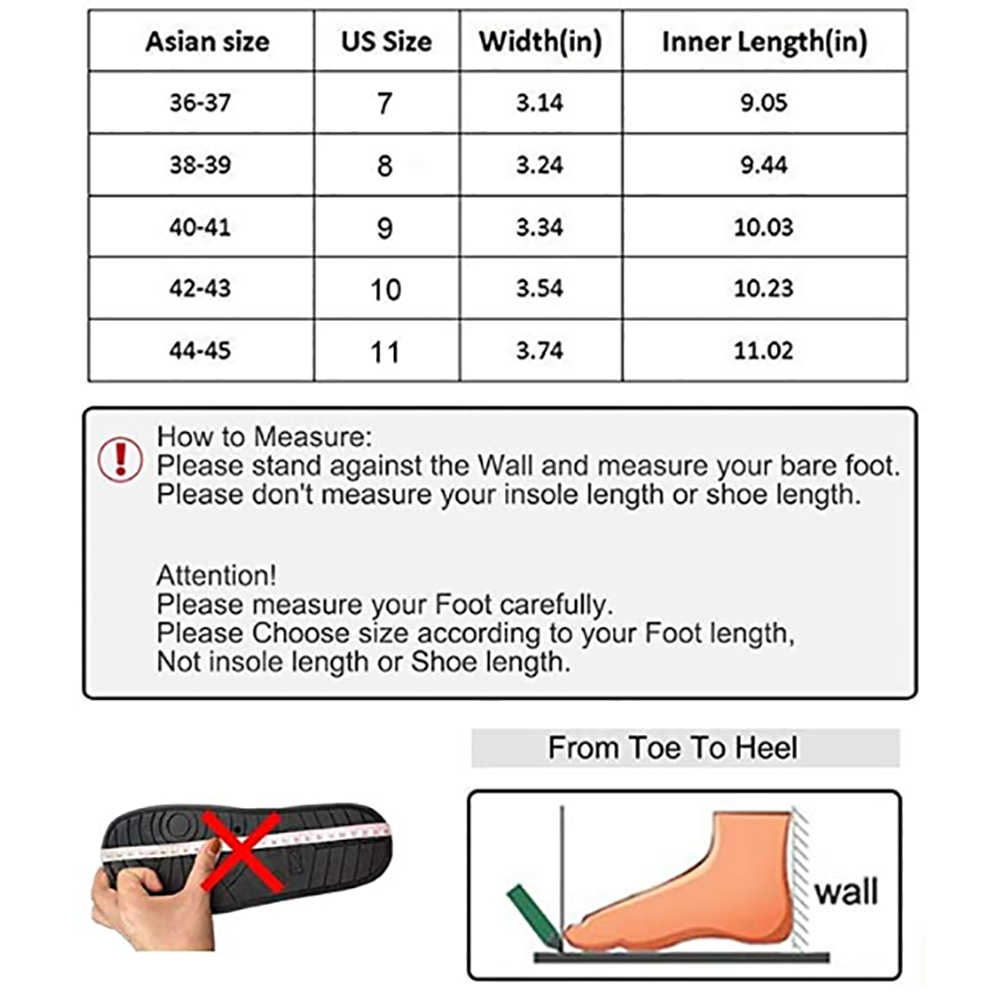 Asian size US Size Width(in) Inner Length(in)
36-37 7 3.14 9.05
38-39 8 3.24 9.44
40-41 9 3.34 10.03
42-43 10 3.54 10.23
44-45 11 3.74 11.02
How to Measure:
Please stand against the Wall and measure your bare foot.
Please don't measure your insole length or shoe length.
Attention!
Please measure your Foot carefully.
Please Choose size according to your Foot length,
Not insole length or Shoe length.
From Toe To Heel
wall